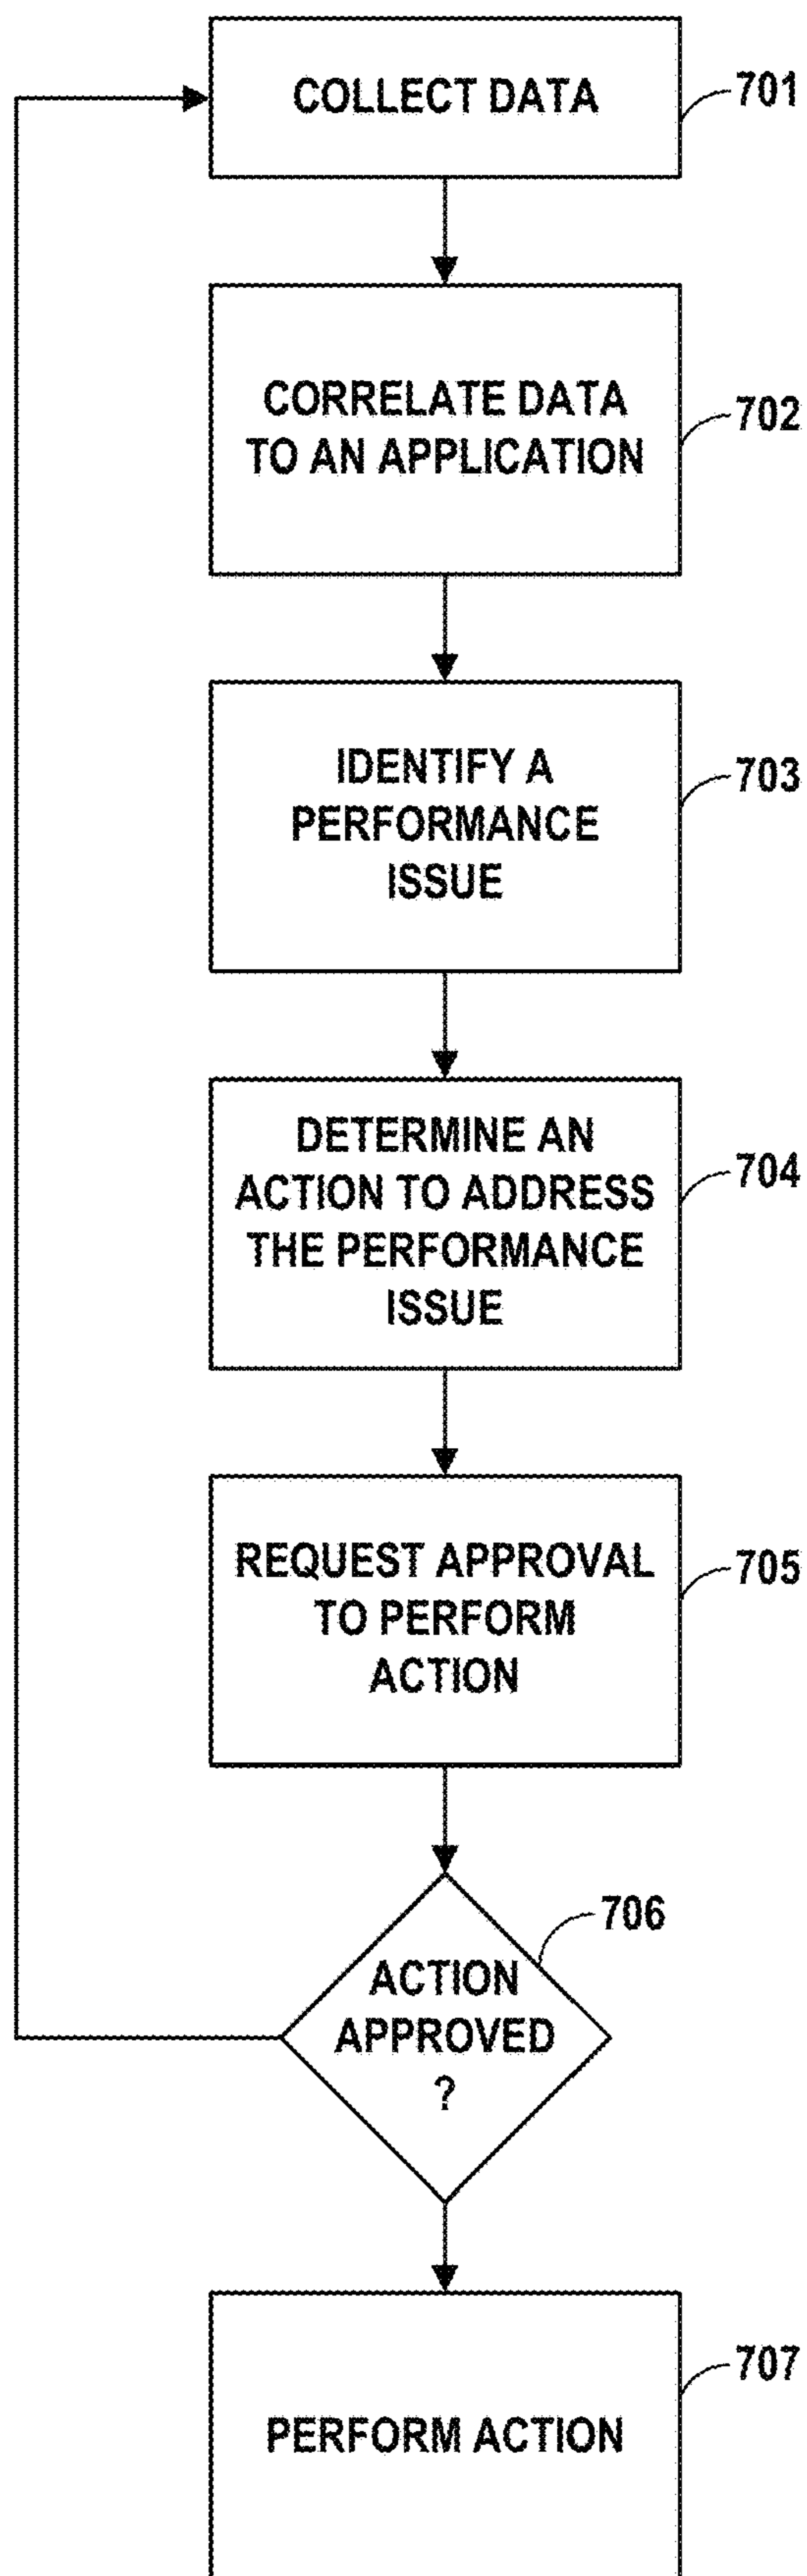 COLLECT DATA
701
CORRELATE DATA
TO AN APPLICATION
702
IDENTIFY A
PERFORMANCE
ISSUE
703
DETERMINE AN
ACTION TO ADDRESS
THE PERFORMANCE
ISSUE
704
REQUEST APPROVAL
TO PERFORM
ACTION
705
ACTION
APPROVED
?
706
PERFORM ACTION
707